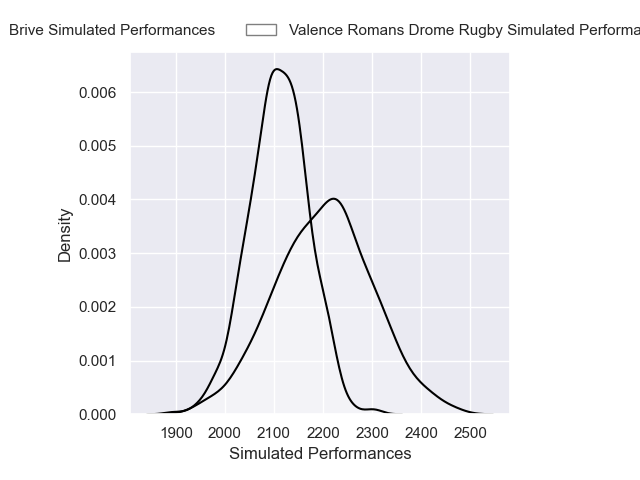 Brive Simulated Performances
Valence Romans Drome Rugby Simulated Performa
0.006
0.005
0.004
0.003
0.002
0.001
0.000
Density
1900 2000 2100 2200 2300 2400 2500
Simulated Performances